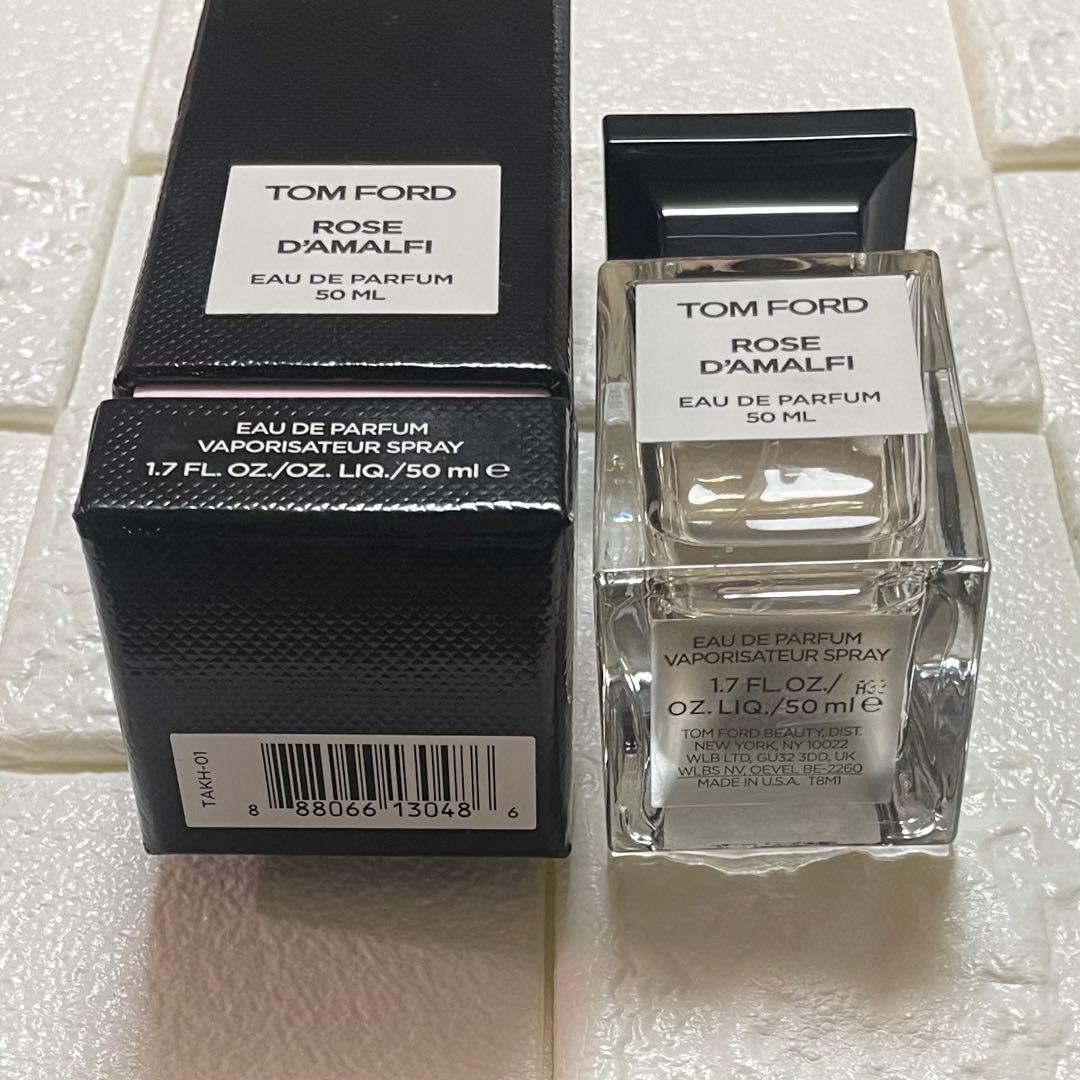 TOM FORD
ROSE
D'AMALFI
EAU DE PARFUM
50 ML
EAU DE PARFUM
VAPORISATEUR SPRAY
1.7 FL. OZ./OZ. LIQ./50 ml e
TAKH-01
8 88066 13048 6
TOM FORD
ROSE
D'AMALFI
EAU DE PARFUM
50 ML
EAU DE PARFUM
VAPORISATEUR SPRAY
1.7 FL. OZ./
OZ. LIQ./50 ml e
TOM FORD BEAUTY, DIST.
NEW YORK, NY 10022
WLB LTD, GU32 3DD, UK
WLBS NV, OEVEL BE-2260
MADE IN U.S.A. T8M1